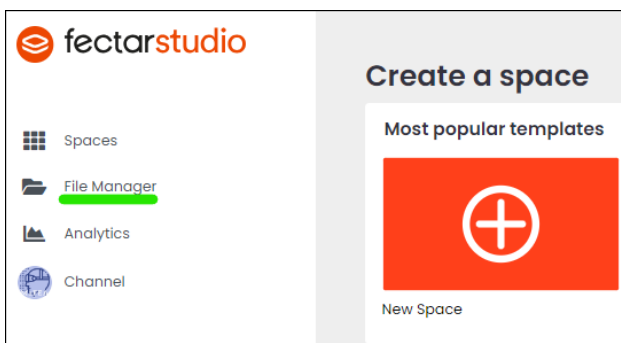 fectarstudio
Spaces
File Manager
Analytics
Channel
Create a space
Most popular templates
New Space